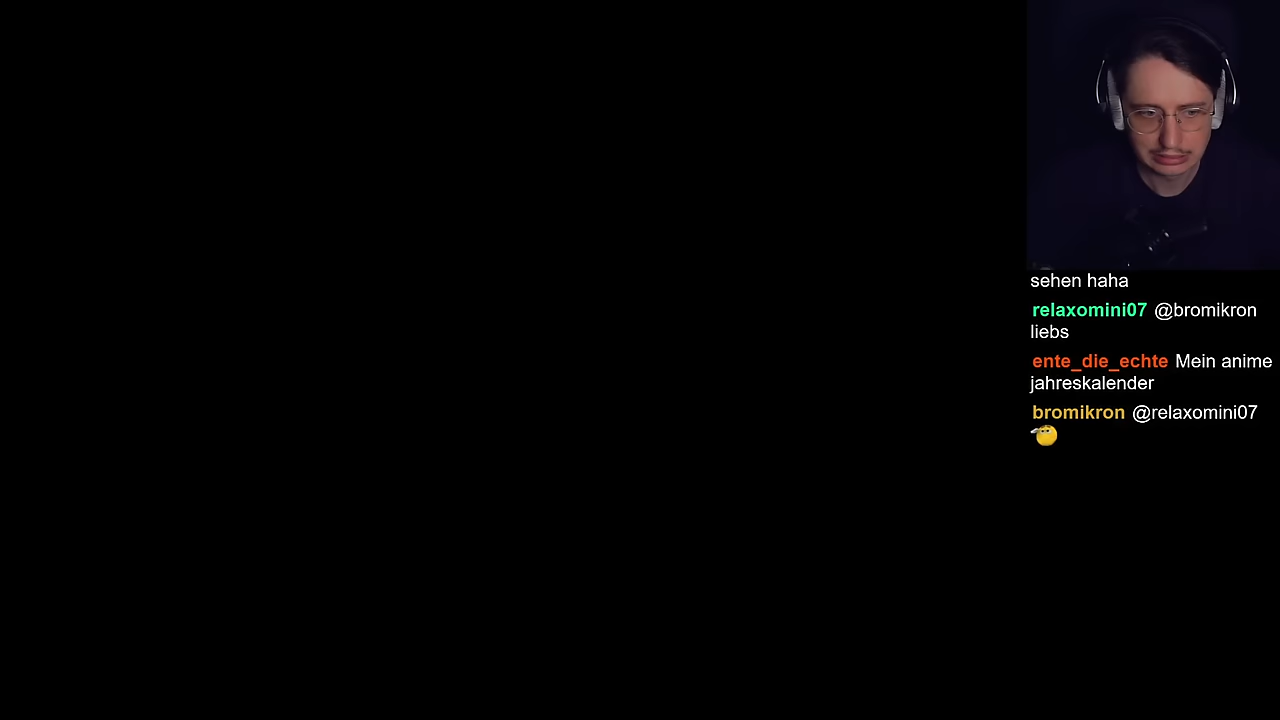 sehen haha
relaxomini07 @bromikron
liebs
ente_die_echte Mein anime
jahreskalender
bromikron @relaxomini07